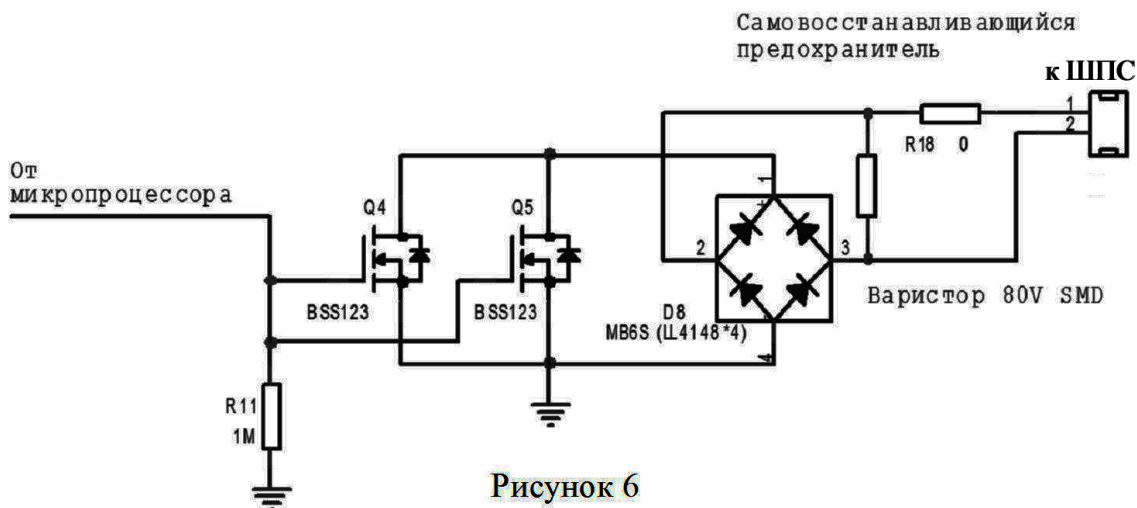 Самовосстанавливающийся
предохранитель
к ШПС
1
2
R18 0
От
микропроцессора
Q4
Q5
1
+
2
3
BSS123
BSS123
D8
MB6S (LL4148*4)
4
Варистор 80V SMD
R11
1M
Рисунок 6